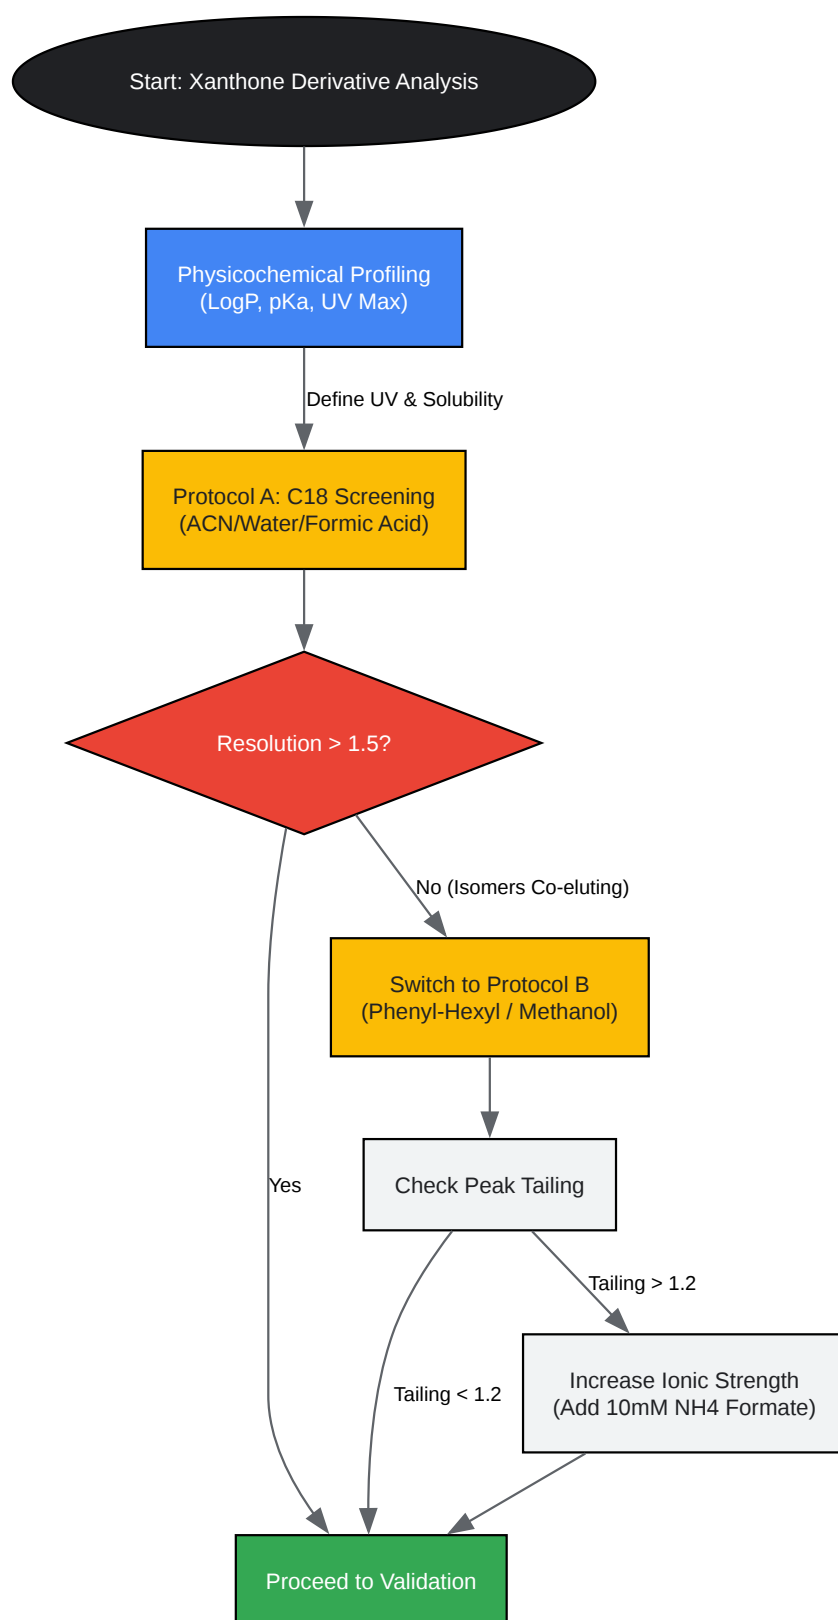 Start: Xanthone Derivative Analysis
Physicochemical Profiling
(LogP, pKa, UV Max)
Define UV & Solubility
Protocol A: C18 Screening
(ACN/Water/Formic Acid)
Resolution > 1.5?
No (Isomers Co-eluting)
Switch to Protocol B
(Phenyl-Hexyl / Methanol)
Yes
Check Peak Tailing
Tailing > 1.2
Tailing < 1.2
Increase Ionic Strength
(Add 10mM NH4 Formate)
Proceed to Validation